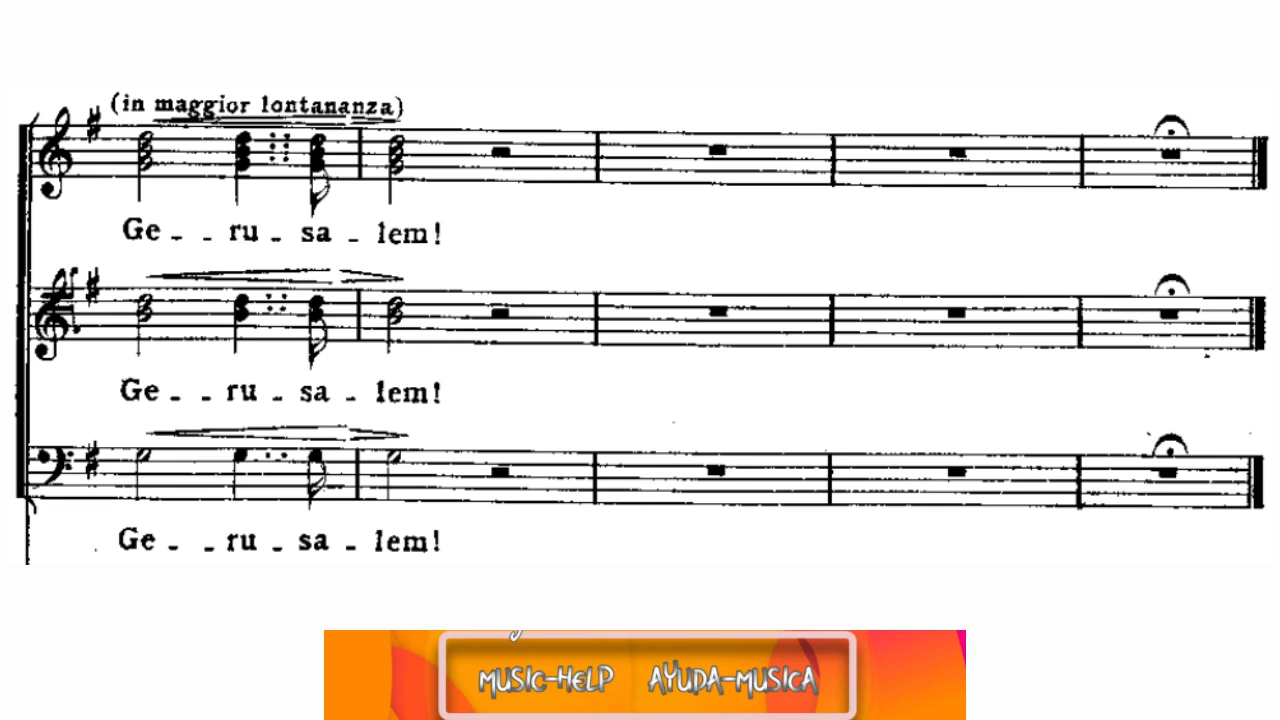 (in maggior lontananza)
Ge - - ru - sa - lem!
Ge - - ru - sa - lem!
Ge - - ru - sa - lem!
MUSIC-HELP AYUDA-MUSICA